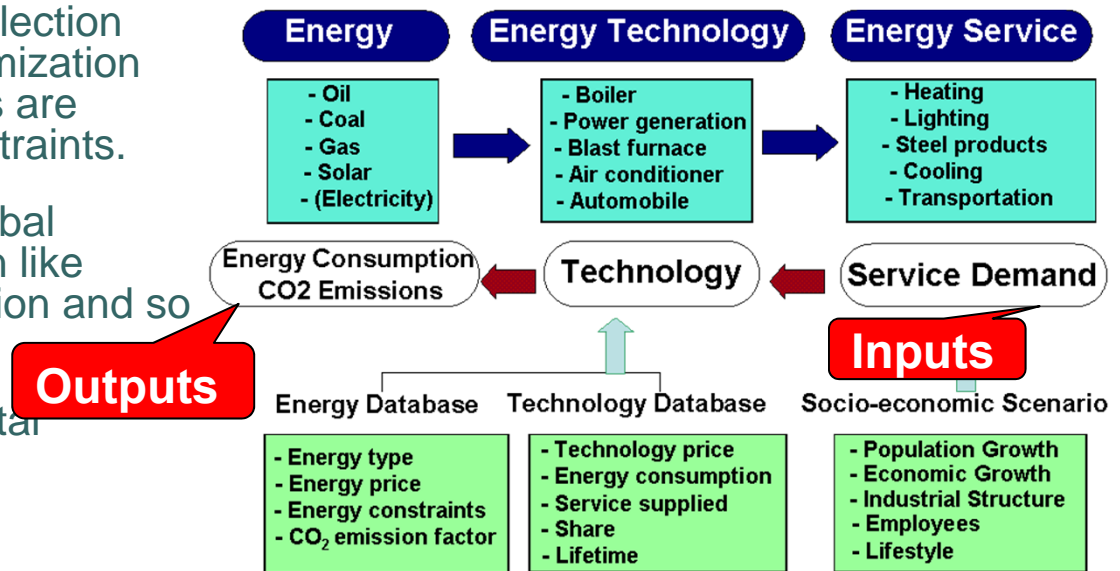 lection
mization
s are
traints.
bal
n like
tion and so
tal
Energy
Energy Technology
Energy Service
- Oil
- Coal
- Gas
- Solar
- (Electricity)
- Boiler
- Power generation
- Blast furnace
- Air conditioner
- Automobile
- Heating
- Lighting
- Steel products
- Cooling
- Transportation
Energy Consumption
CO2 Emissions
Technology
Service Demand
Outputs
Inputs
Energy Database
Technology Database
Socio-economic Scenario
- Energy type
- Energy price
- Energy constraints
- CO₂ emission factor
- Technology price
- Energy consumption
- Service supplied
- Share
- Lifetime
- Population Growth
- Economic Growth
- Industrial Structure
- Employees
- Lifestyle